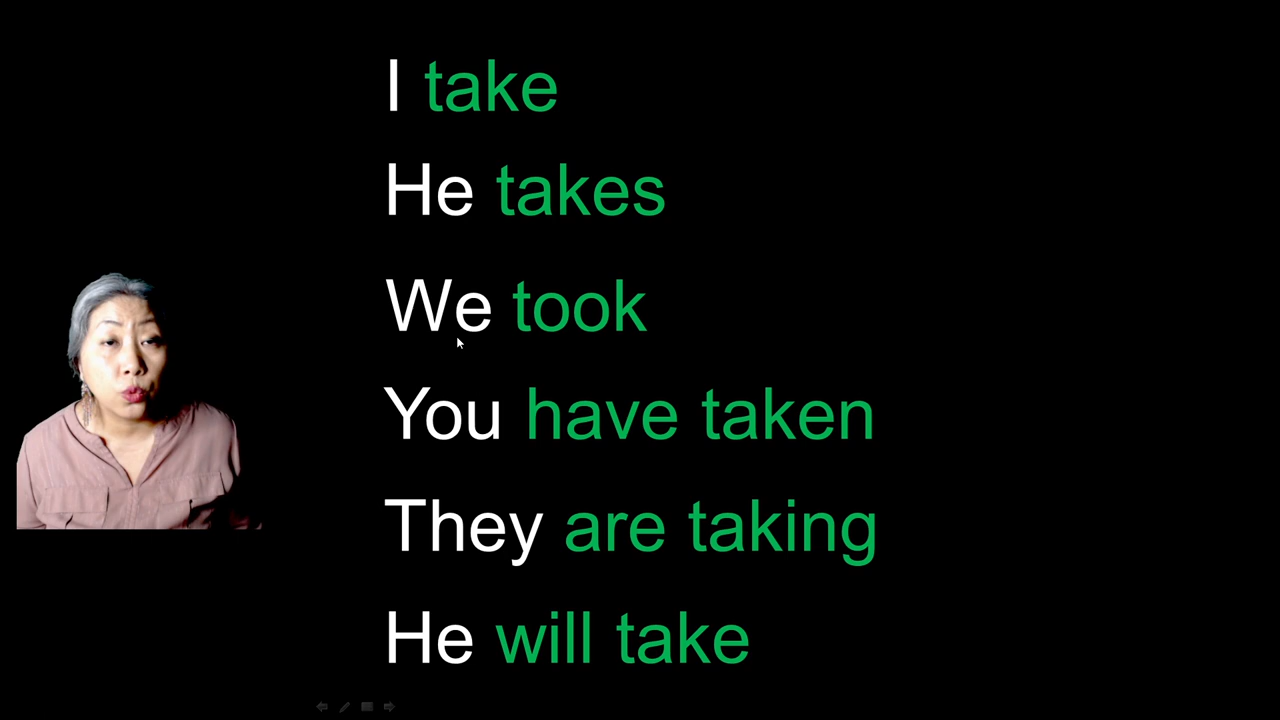 I take
He takes
We took
You have taken
They are taking
He will take